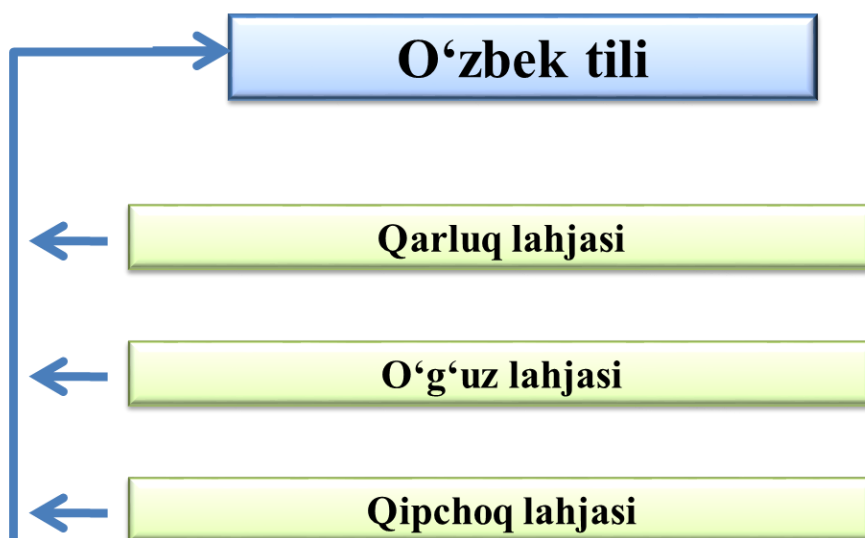 O‘zbek tili
Qarluq lahjasi
O‘g‘uz lahjasi
Qipchoq lahjasi